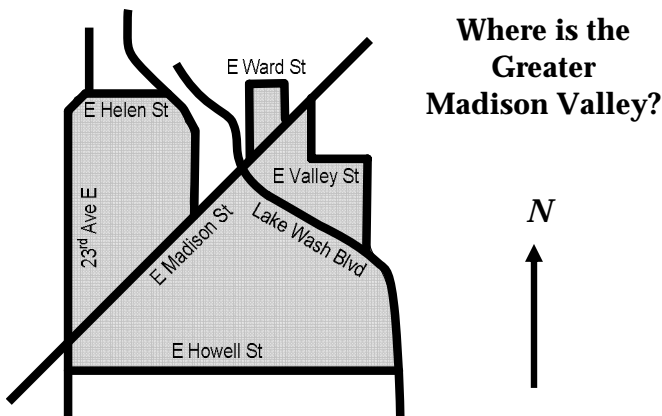 Where is the
Greater
Madison Valley?
E Ward St
E Helen St
E Valley St
23rd Ave E
E Madison St
Lake Wash Blvd
N
E Howell St